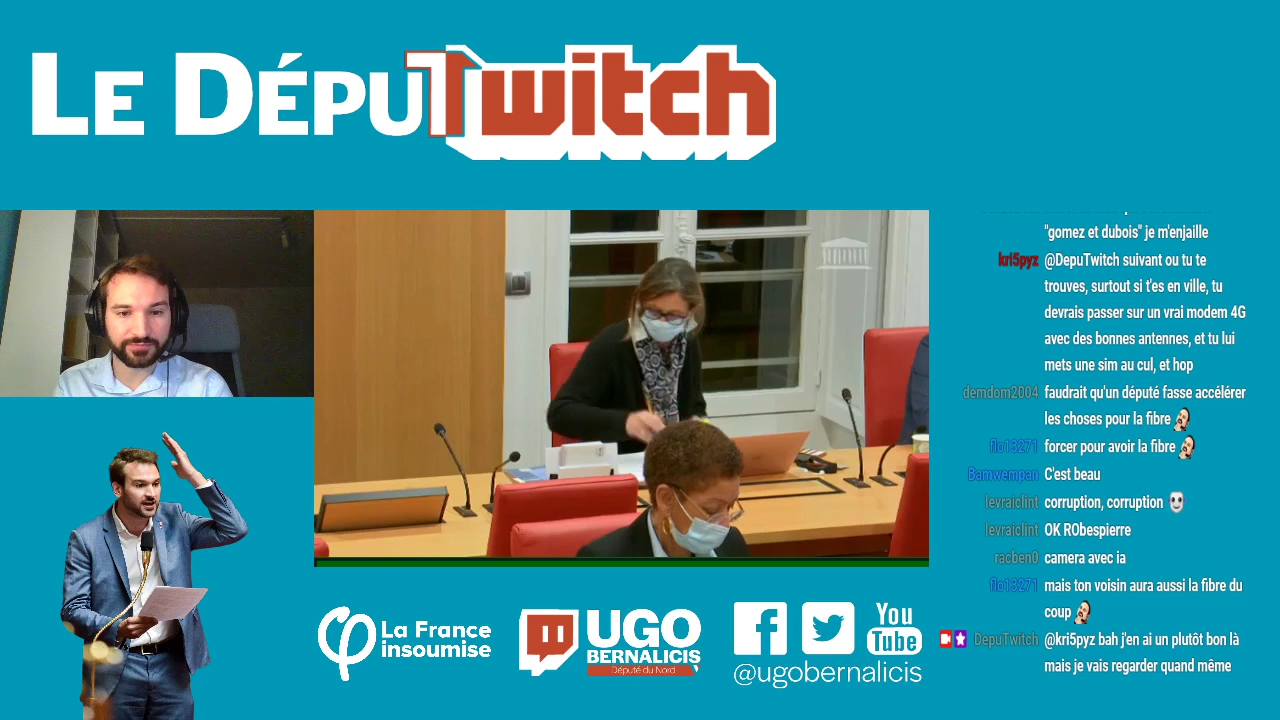 LE DÉPUTwitch
"gomez et dubois" je m'enjaille
kri5pyz @DepuTwitch suivant ou tu te
trouves, surtout si t'es en ville, tu
devrais passer sur un vrai modem 4G
avec des bonnes antennes, et tu lui
mets une sim au cul, et hop
demdom2004 faudrait qu'un député fasse accélérer
les choses pour la fibre
flo13271 forcer pour avoir la fibre
Bamwempan C'est beau
levraiclint corruption, corruption
levraiclint OK RObespierre
racben0 camera avec ia
flo13271 mais ton voisin aura aussi la fibre du
coup
DepuTwitch @kri5pyz bah j'en ai un plutôt bon là
mais je vais regarder quand même
La France
insoumise
UGO
BERNALICIS
Député du Nord
You
Tube
@ugobernalicis